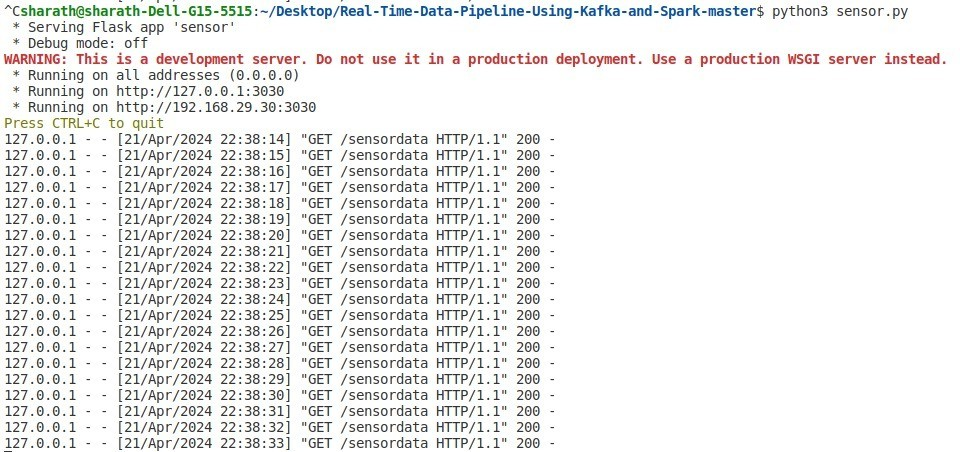 ^Csharath@sharath-Dell-G15-5515:~/Desktop/Real-Time-Data-Pipeline-Using-Kafka-and-Spark-master$ python3 sensor.py
 * Serving Flask app 'sensor'
 * Debug mode: off
WARNING: This is a development server. Do not use it in a production deployment. Use a production WSGI server instead.
 * Running on all addresses (0.0.0.0)
 * Running on http://127.0.0.1:3030
 * Running on http://192.168.29.30:3030
Press CTRL+C to quit
127.0.0.1 - - [21/Apr/2024 22:38:14] "GET /sensordata HTTP/1.1" 200 -
127.0.0.1 - - [21/Apr/2024 22:38:15] "GET /sensordata HTTP/1.1" 200 -
127.0.0.1 - - [21/Apr/2024 22:38:16] "GET /sensordata HTTP/1.1" 200 -
127.0.0.1 - - [21/Apr/2024 22:38:17] "GET /sensordata HTTP/1.1" 200 -
127.0.0.1 - - [21/Apr/2024 22:38:18] "GET /sensordata HTTP/1.1" 200 -
127.0.0.1 - - [21/Apr/2024 22:38:19] "GET /sensordata HTTP/1.1" 200 -
127.0.0.1 - - [21/Apr/2024 22:38:20] "GET /sensordata HTTP/1.1" 200 -
127.0.0.1 - - [21/Apr/2024 22:38:21] "GET /sensordata HTTP/1.1" 200 -
127.0.0.1 - - [21/Apr/2024 22:38:22] "GET /sensordata HTTP/1.1" 200 -
127.0.0.1 - - [21/Apr/2024 22:38:23] "GET /sensordata HTTP/1.1" 200 -
127.0.0.1 - - [21/Apr/2024 22:38:24] "GET /sensordata HTTP/1.1" 200 -
127.0.0.1 - - [21/Apr/2024 22:38:25] "GET /sensordata HTTP/1.1" 200 -
127.0.0.1 - - [21/Apr/2024 22:38:26] "GET /sensordata HTTP/1.1" 200 -
127.0.0.1 - - [21/Apr/2024 22:38:27] "GET /sensordata HTTP/1.1" 200 -
127.0.0.1 - - [21/Apr/2024 22:38:28] "GET /sensordata HTTP/1.1" 200 -
127.0.0.1 - - [21/Apr/2024 22:38:29] "GET /sensordata HTTP/1.1" 200 -
127.0.0.1 - - [21/Apr/2024 22:38:30] "GET /sensordata HTTP/1.1" 200 -
127.0.0.1 - - [21/Apr/2024 22:38:31] "GET /sensordata HTTP/1.1" 200 -
127.0.0.1 - - [21/Apr/2024 22:38:32] "GET /sensordata HTTP/1.1" 200 -
127.0.0.1 - - [21/Apr/2024 22:38:33] "GET /sensordata HTTP/1.1" 200 -